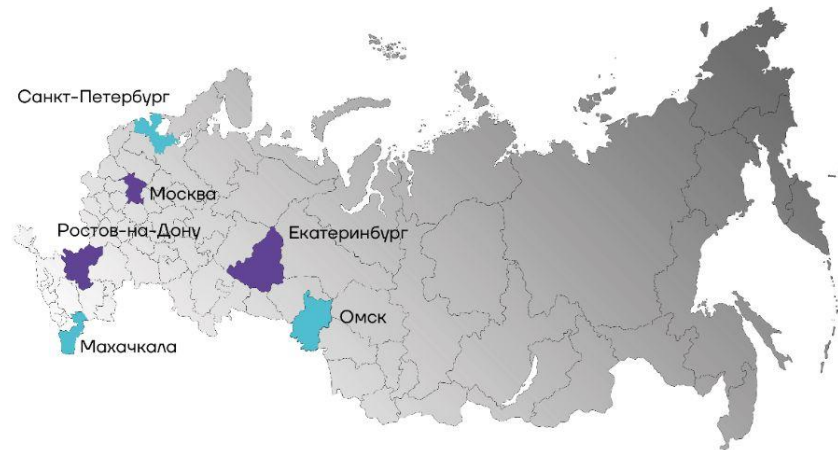 Санкт-Петербург
Москва
Ростов-на-Дону
Екатеринбург
Омск
Махачкала